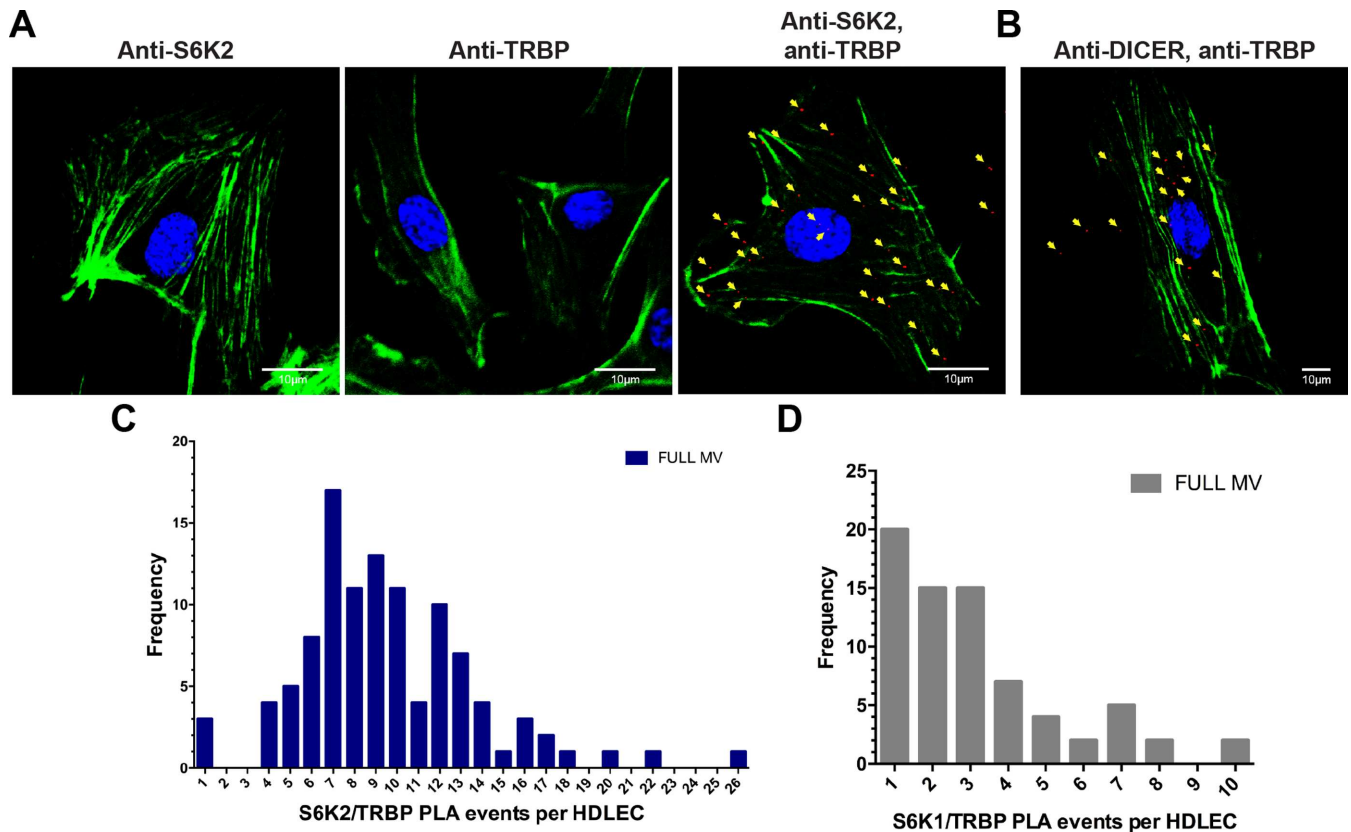 A
Anti-S6K2
Anti-TRBP
Anti-S6K2,
anti-TRBP
B
Anti-DICER, anti-TRBP
10µm
10µm
10µm
10µm
C
20
15
10
5
0
Frequency
FULL MV
1 2 3 4 5 6 7 8 9 10 11 12 13 14 15 16 17 18 19 20 21 22 23 24 25 26
S6K2/TRBP PLA events per HDLEC
D
25
20
15
10
5
0
Frequency
FULL MV
1 2 3 4 5 6 7 8 9 10
S6K1/TRBP PLA events per HDLEC